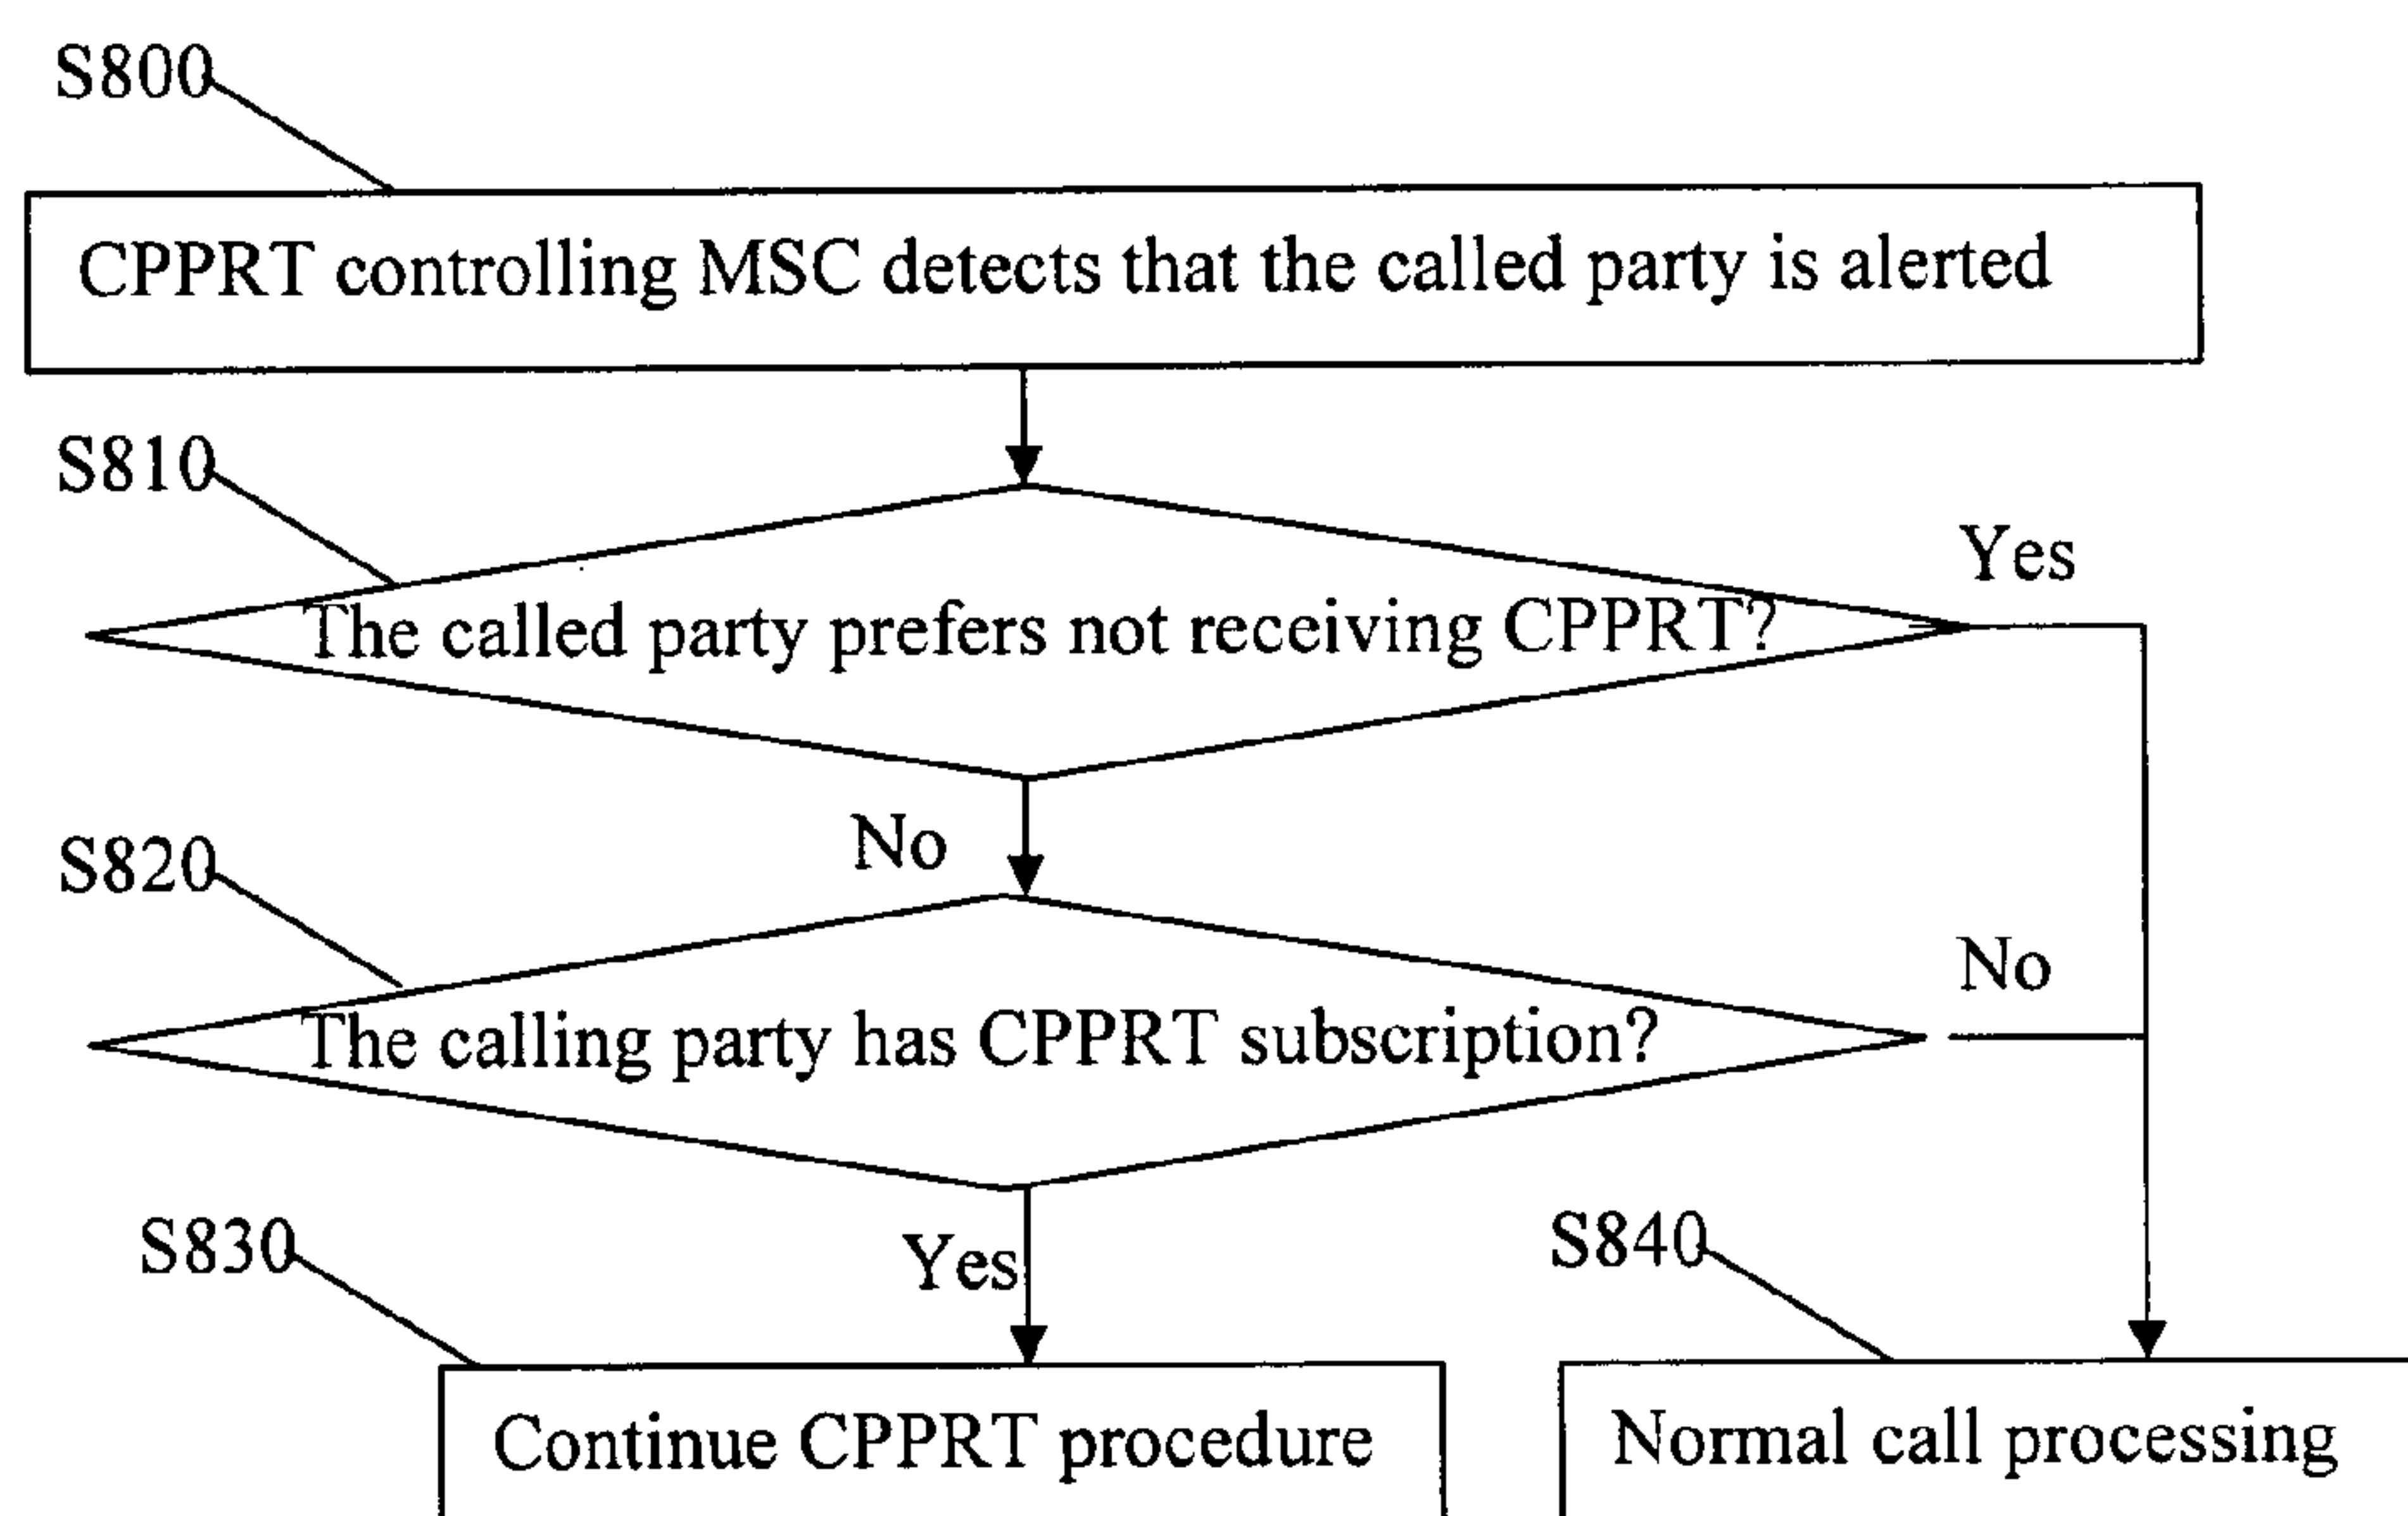 S800
CPPRT controlling MSC detects that the called party is alerted
S810
Yes
The called party prefers not receiving CPPRT?
No
S820
No
The calling party has CPPRT subscription?
Yes
S830
S840
Continue CPPRT procedure
Normal call processing